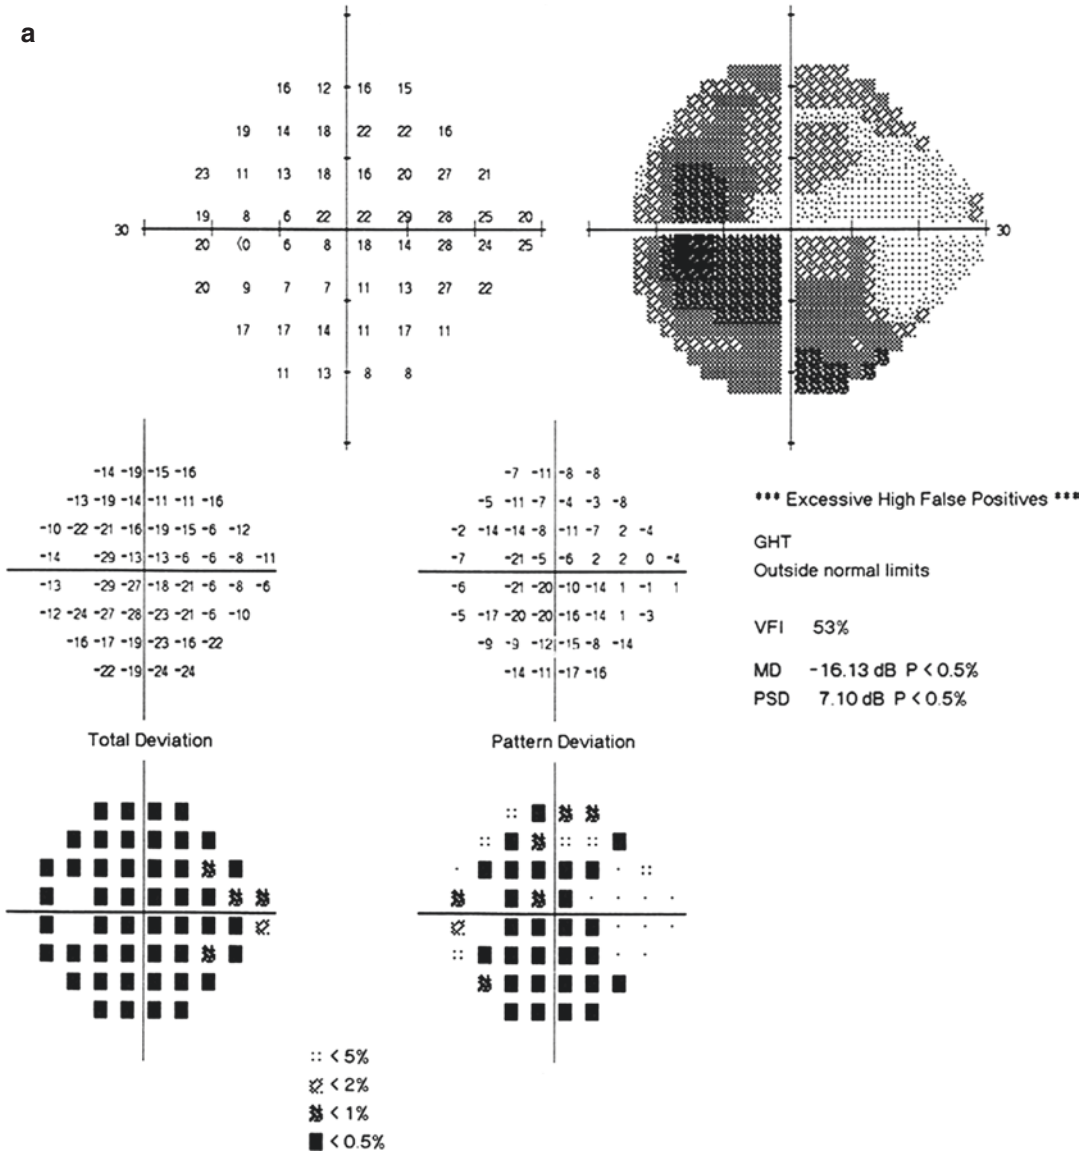 a
16 12 16 15
19 14 18 22 22 16
23 11 13 18 16 20 27 21
19 8 6 22 22 29 28 25 20
30
30
20 <0 6 8 18 14 28 24 25
20 9 7 7 11 13 27 22
17 17 14 11 17 11
11 13 8 8
-14 -19 -15 -16
-13 -19 -14 -11 -11 -16
-10 -22 -21 -16 -19 -15 -6 -12
-14 -29 -13 -13 -6 -6 -8 -11
-13 -29 -27 -18 -21 -6 -8 -6
-12 -24 -27 -28 -23 -21 -6 -10
-16 -17 -19 -23 -16 -22
-22 -19 -24 -24
Total Deviation
-7 -11 -8 -8
-5 -11 -7 -4 -3 -8
-2 -14 -14 -8 -11 -7 2 -4
-7 -21 -5 -6 2 2 0 -4
-6 -21 -20 -10 -14 1 -1 1
-5 -17 -20 -20 -16 -14 1 -3
-9 -9 -12 -15 -8 -14
-14 -11 -17 -16
Pattern Deviation
*** Excessive High False Positives ***
GHT
Outside normal limits
VFI 53%
MD -16.13 dB P < 0.5%
PSD 7.10 dB P < 0.5%
< 5%
< 2%
< 1%
< 0.5%